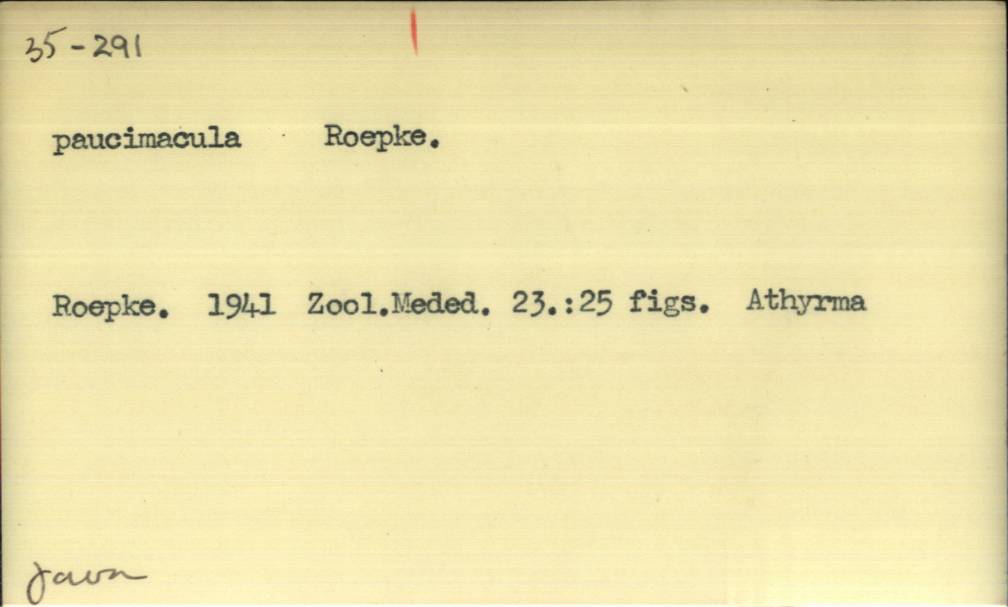 35-291
paucimacula Roepke.
Roepke. 1941 Zool.Meded. 23.:25 figs. Athyrma
Java